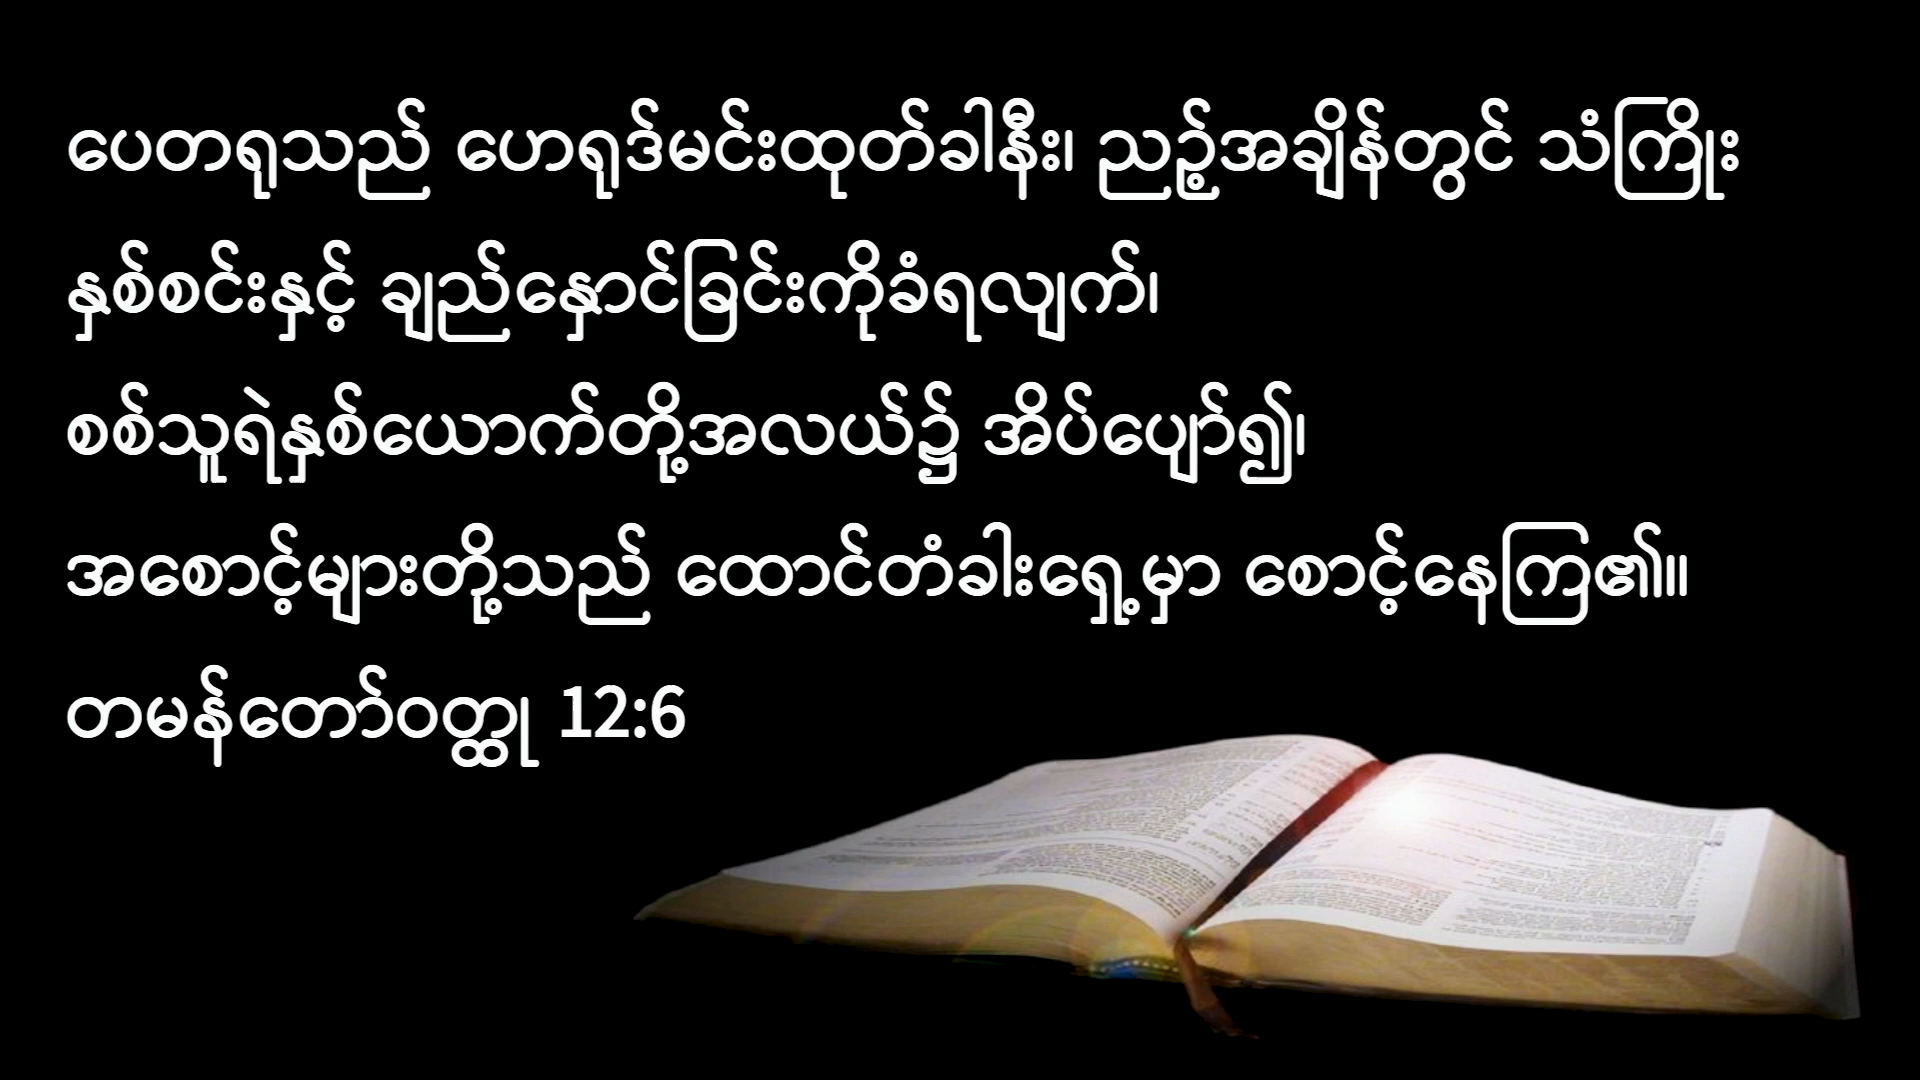 ပေတရုသည် ဟေရုဒ်မင်းထုတ်ခါနီး၊ ညဉ့်အချိန်တွင် သံကြိုး
နှစ်စင်းနှင့် ချည်နှောင်ခြင်းကိုခံရလျက်၊
စစ်သူရဲနှစ်ယောက်တို့အလယ်၌ အိပ်ပျော်၍၊
အစောင့်များတို့သည် ထောင်တံခါးရှေ့မှာ စောင့်နေကြ၏။
တမန်တော်ဝတ္ထု 12:6